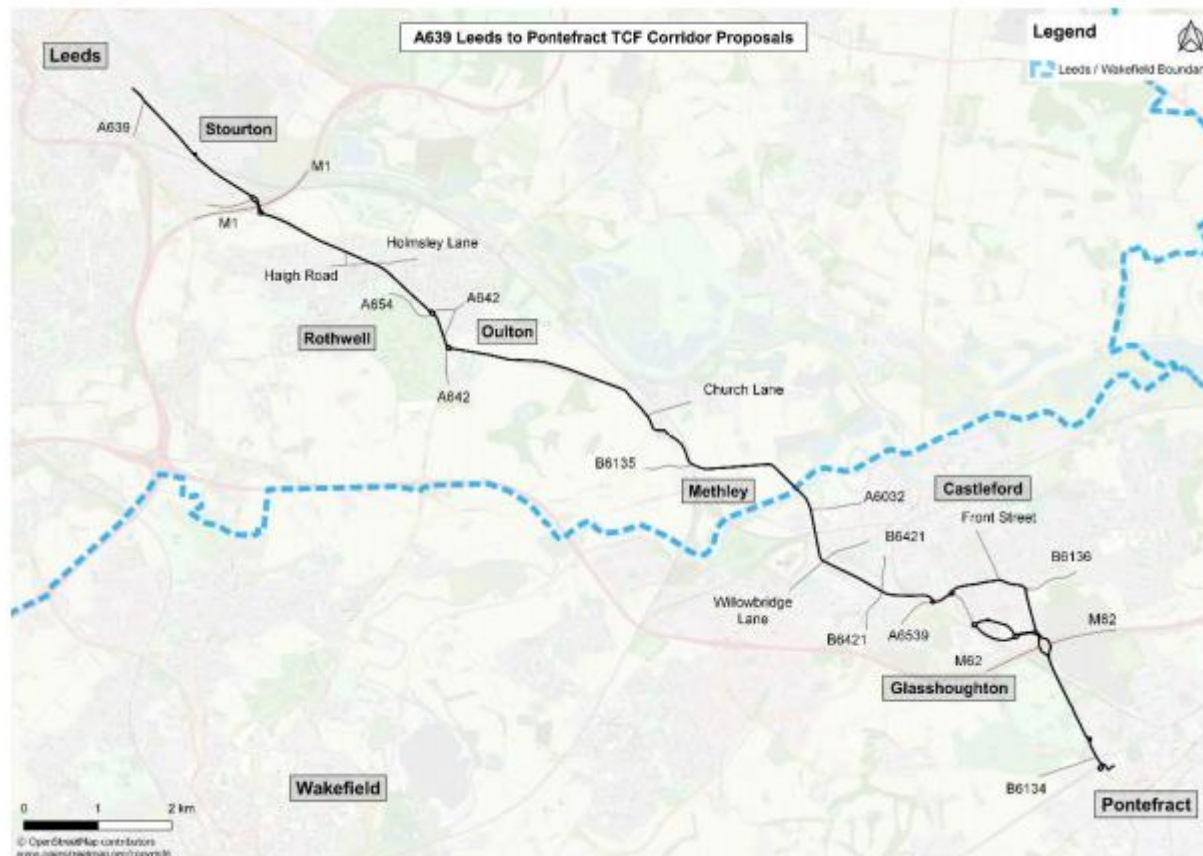 A639 Leeds to Pontefract TCF Corridor Proposals
Legend
Leeds / Wakefield Boundary
Leeds
A639
Stourton
M1
M1
Holmsley Lane
Haigh Road
A654
A642
Rothwell
Oulton
A642
Church Lane
B6135
Methley
A6032
Castleford
Front Street
B6421
B6136
Willowbridge
Lane
B6421
A6539
M62
M62
Glasshoughton
Wakefield
B6134
Pontefract
0 1 2 km
© OpenStreetMap contributors